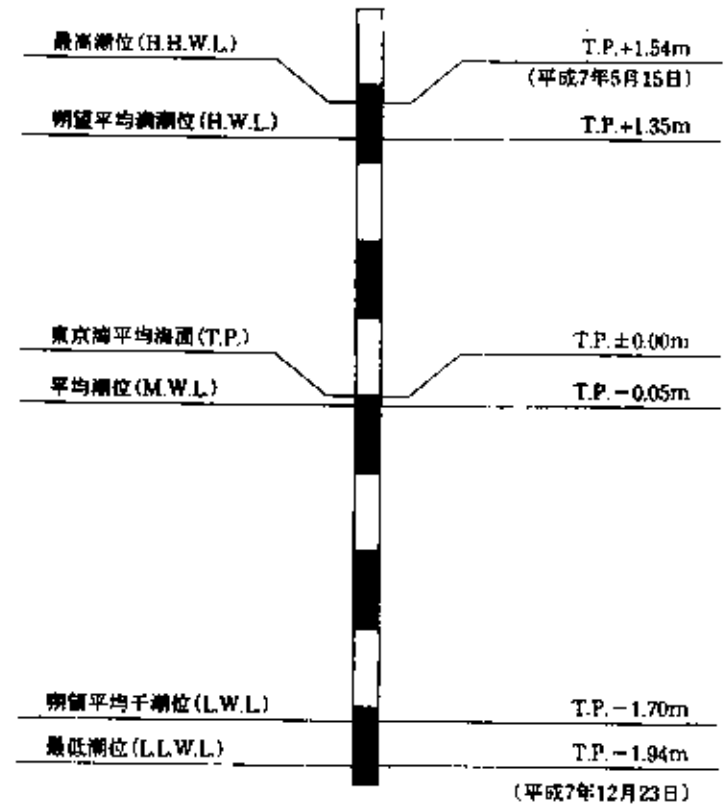 最高潮位(H.H.W.L.) T.P.+1.54m
(平成7年5月15日)
朔望平均満潮位(H.W.L.) T.P.+1.35m
東京湾平均海面(T.P.) T.P.±0.00m
平均潮位(M.W.L.) T.P.−0.05m
朔望平均干潮位(L.W.L.) T.P.−1.70m
最低潮位(L.L.W.L.) T.P.−1.94m
(平成7年12月23日)